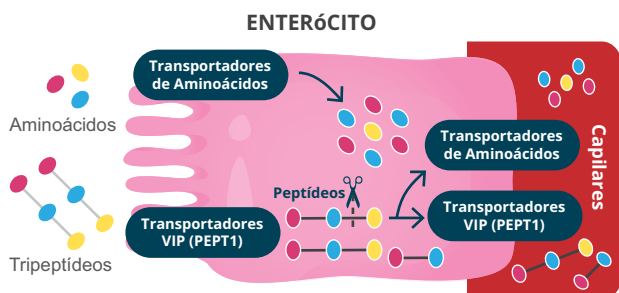 ENTERóCITO
Transportadores
de Aminoácidos
Aminoácidos
Transportadores
de Aminoácidos
Capilares
Peptídeos
Transportadores
VIP (PEPT1)
Transportadores
VIP (PEPT1)
Tripeptídeos